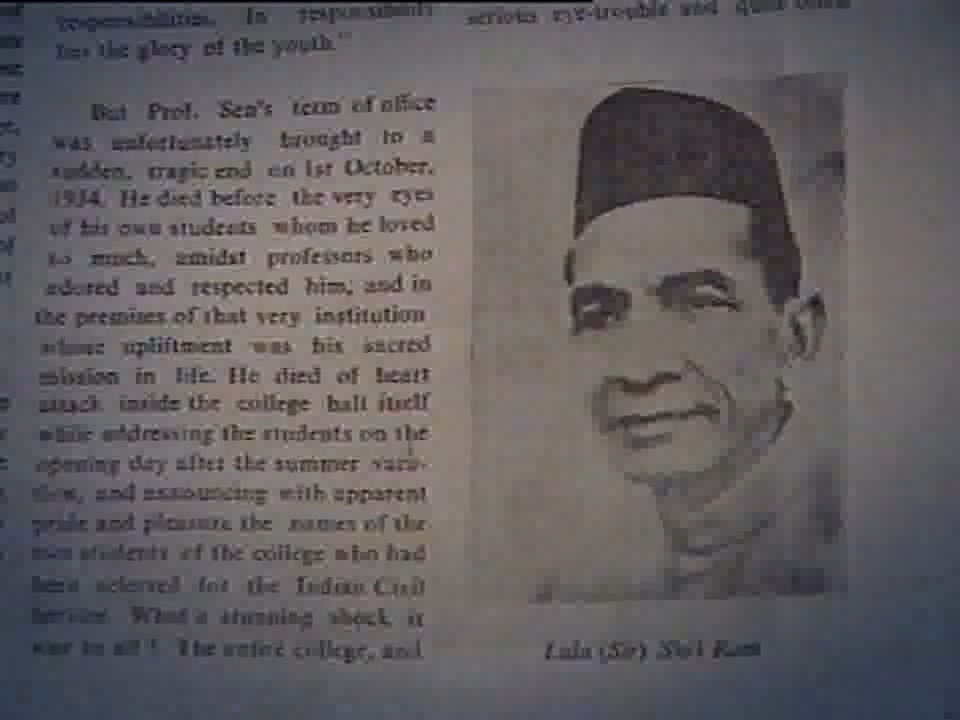 responsibilities. In responsibility
lies the glory of the youth."
But Prof. Sen's term of office
was unfortunately brought to a
sudden, tragic end on 1st October,
1934. He died before the very eyes
of his own students whom he loved
so much, amidst professors who
adored and respected him, and in
the premises of that very institution
whose upliftment was his sacred
mission in life. He died of heart
attack inside the college hall itself
while addressing the students on the
opening day after the summer vaca-
tion, and announcing with apparent
pride and pleasure the names of the
two students of the college who had
been selected for the Indian Civil
Service. What a stunning shock it
was to all! The entire college, and
serious eye-trouble and quite often
Lala (Sir) Shri Ram